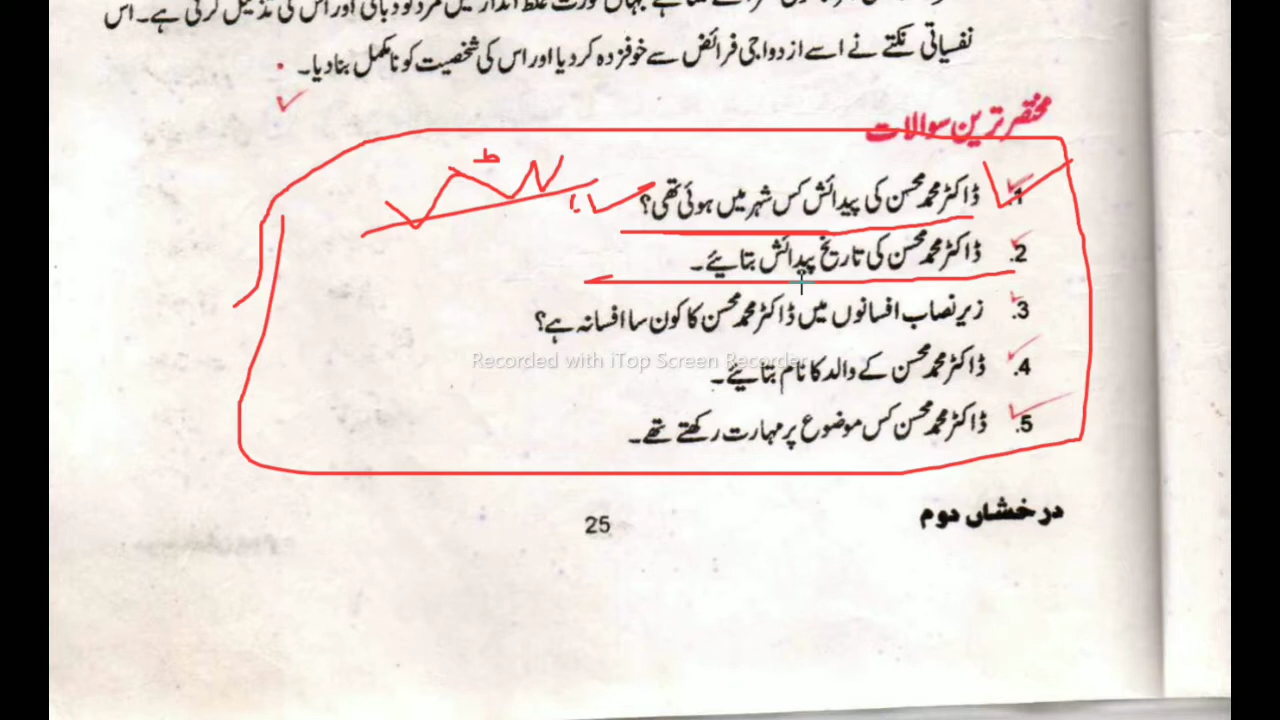 نفسیاتی نکتے نے اسے ازدواجی فرائض سے خوفزدہ کر دیا اور اس کی شخصیت کو نامکمل بنا دیا۔
مختصر ترین سوالات
1. ڈاکٹر محمد محسن کی پیدائش کس شہر میں ہوئی تھی؟
2. ڈاکٹر محمد محسن کی تاریخ پیدائش بتائیے۔
3. زیر نصاب افسانوں میں ڈاکٹر محمد محسن کا کون سا افسانہ ہے؟
Recorded with iTop Screen Recorder
4. ڈاکٹر محمد محسن کے والد کا نام بتائیے۔
5. ڈاکٹر محمد محسن کس موضوع پر مہارت رکھتے تھے۔
درخشاں دوم
25